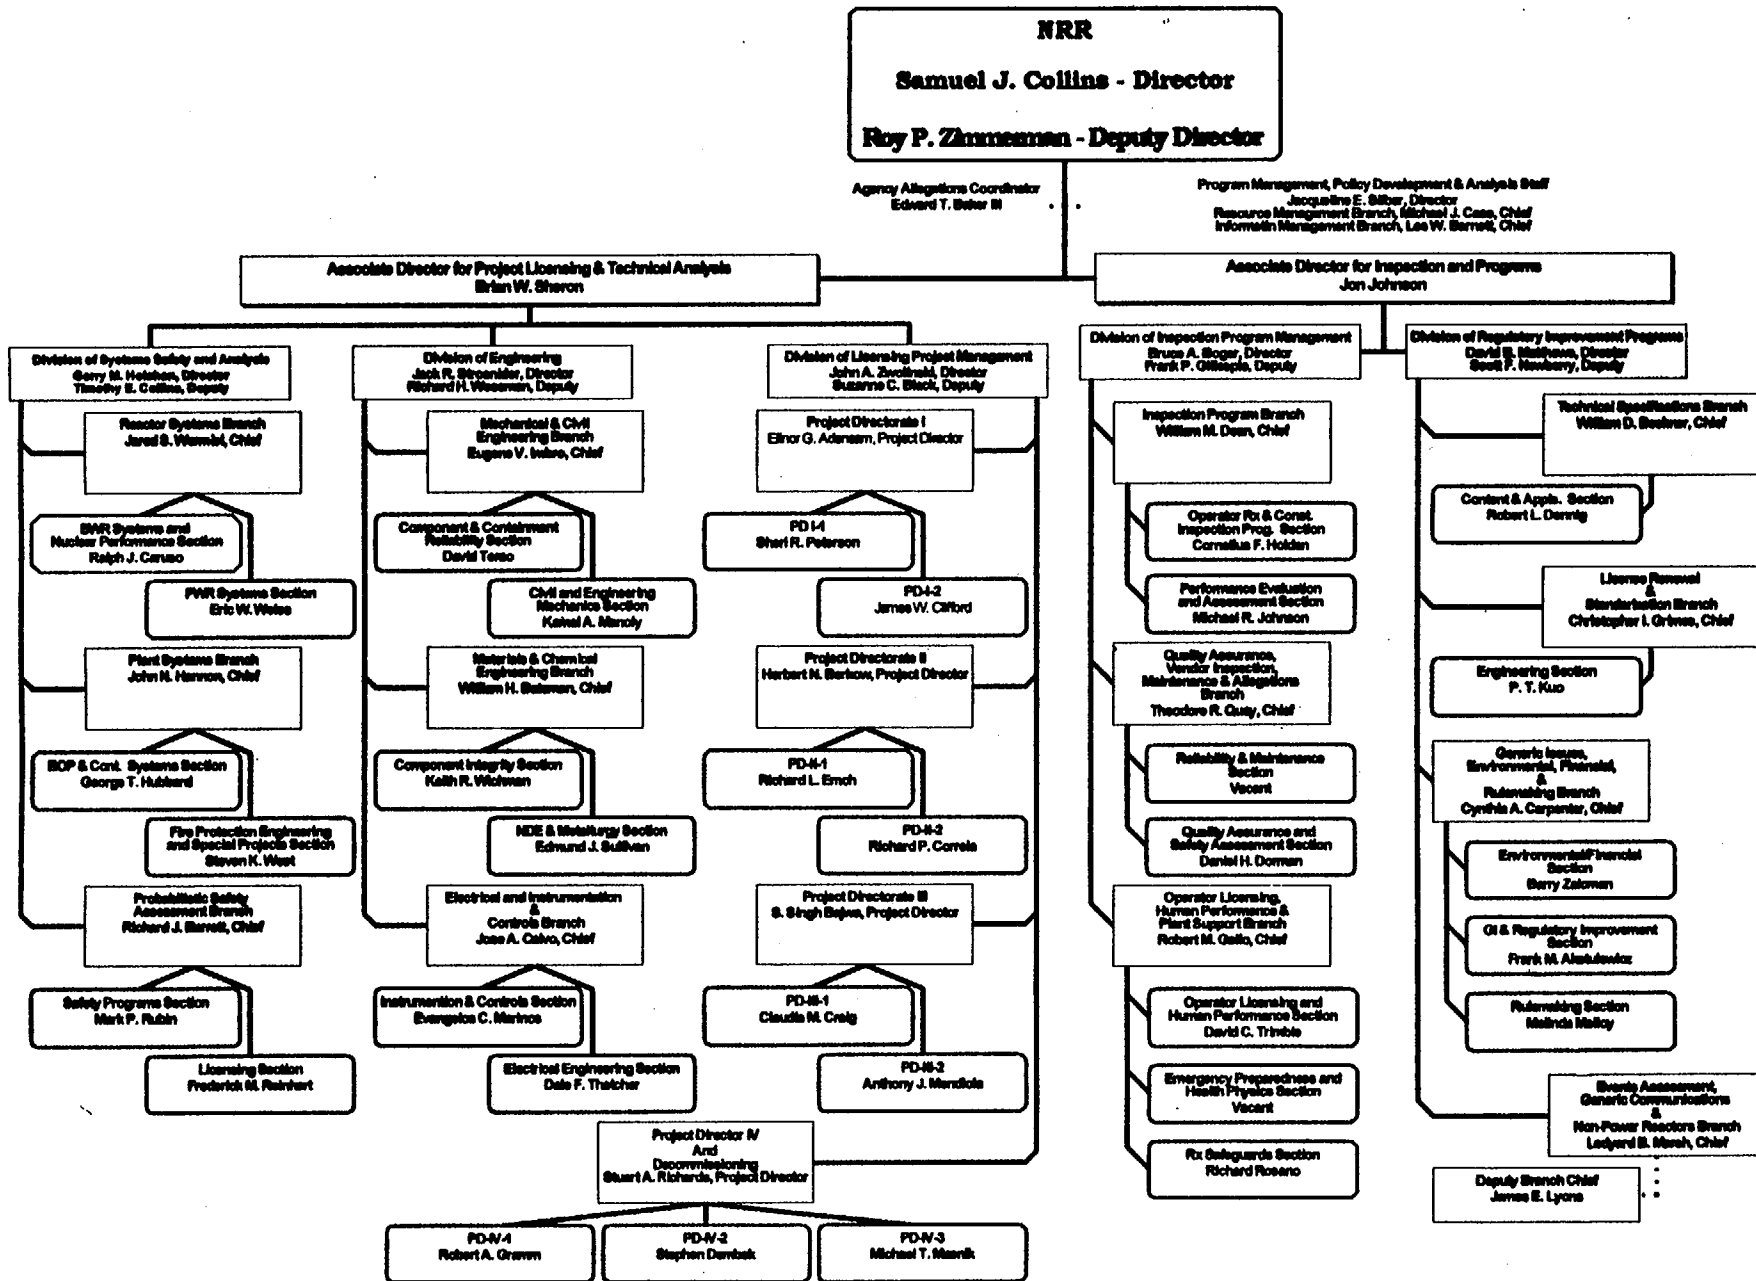 NRR
Samuel J. Collins - Director
Roy P. Zimmerman - Deputy Director
Agency Allegations Coordinator
Edward T. Baker III
Program Management, Policy Development & Analysis Staff
Jacqueline E. Silber, Director
Resource Management Branch, Michael J. Case, Chief
Informatin Management Branch, Les W. Barnett, Chief
Associate Director for Project Licensing & Technical Analysis
Brian W. Sheron
Associate Director for Inspection and Programs
Jon Johnson
Division of Systems Safety and Analysis
Gary M. Holahan, Director
Timothy E. Collins, Deputy
Reactor Systems Branch
Jared S. Wermiel, Chief
BWR Systems and
Nuclear Performance Section
Ralph J. Caruso
PWR Systems Section
Eric W. Weiss
Plant Systems Branch
John N. Hannon, Chief
BOP & Cont. Systems Section
George T. Hubbard
Fire Protection Engineering
and Special Projects Section
Steven K. West
Probabilistic Safety
Assessment Branch
Richard J. Barrett, Chief
Safety Programs Section
Mark P. Rubin
Licensing Section
Frederick M. Reinhart
Division of Engineering
Jack R. Strosnider, Director
Richard H. Wessman, Deputy
Mechanical & Civil
Engineering Branch
Eugene V. Imbro, Chief
Component & Containment
Reliability Section
David Terao
Civil and Engineering
Mechanics Section
Kamal A. Manoly
Materials & Chemical
Engineering Branch
William H. Bateman, Chief
Component Integrity Section
Keith R. Wichman
NDE & Metallurgy Section
Edmund J. Sullivan
Electrical and Instrumentation
&
Controls Branch
Jose A. Calvo, Chief
Instrumention & Controls Section
Evangelos C. Marinos
Electrical Engineering Section
Dale F. Thatcher
Division of Licensing Project Management
John A. Zwolinski, Director
Suzanne C. Black, Deputy
Project Directorate I
Elinor G. Adensam, Project Director
PD I-1
Sheri R. Peterson
PD-I-2
James W. Clifford
Project Directorate II
Herbert N. Berkow, Project Director
PD-II-1
Richard L. Emch
PD-II-2
Richard P. Correia
Project Directorate III
S. Singh Bajwa, Project Director
PD-III-1
Claudia M. Craig
PD-III-2
Anthony J. Mendiola
Project Director IV
And
Decommissioning
Stuart A. Richards, Project Director
PD-IV-1
Robert A. Gramm
PD-IV-2
Stephen Dembek
PD-IV-3
Michael T. Masnik
Division of Inspection Program Management
Bruce A. Boger, Director
Frank P. Gillespie, Deputy
Inspection Program Branch
William M. Dean, Chief
Operator Rx & Const.
Inspection Prog. Section
Cornelius F. Holden
Performance Evaluation
and Assessment Section
Michael R. Johnson
Quality Assurance,
Vendor Inspection,
Maintenance & Allegations
Branch
Theodore R. Quay, Chief
Reliability & Maintenance
Section
Vacant
Quality Assurance and
Safety Assessment Section
Daniel H. Dorman
Operator Licensing,
Human Performance &
Plant Support Branch
Robert M. Gallo, Chief
Operator Licensing and
Human Performance Section
David C. Trimble
Emergency Preparedness and
Health Physics Section
Vacant
Rx Safeguards Section
Richard Rosano
Division of Regulatory Improvement Programs
David B. Matthews, Director
Scott F. Newberry, Deputy
Technical Specifications Branch
William D. Beckner, Chief
Content & Appls. Section
Robert L. Dennig
License Renewal
&
Standardization Branch
Christopher I. Grimes, Chief
Engineering Section
P. T. Kuo
Generic Issues,
Environmental, Financial,
&
Rulemaking Branch
Cynthia A. Carpenter, Chief
Environmental/Financial
Section
Barry Zalcman
GI & Regulatory Improvement
Section
Frank M. Akstulewicz
Rulemaking Section
Melinda Malloy
Events Assessment,
Generic Communications
&
Non-Power Reactors Branch
Ledyard B. Marsh, Chief
Deputy Branch Chief
James E. Lyons